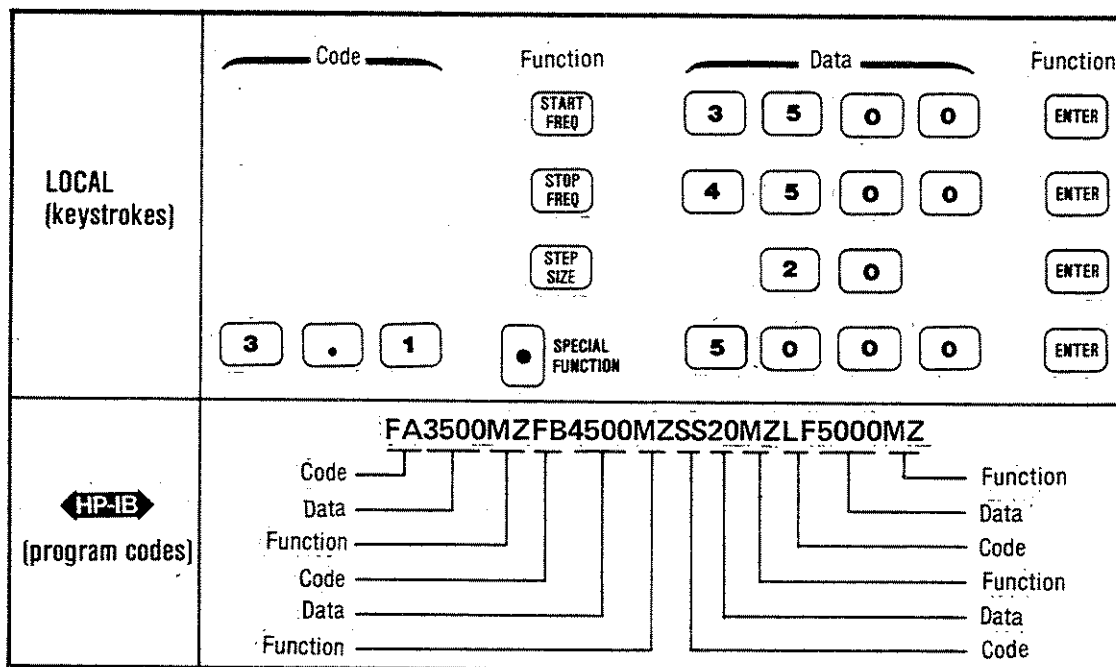 Code Function Data Function
START FREQ 3 5 0 0 ENTER
LOCAL (keystrokes)
STOP FREQ 4 5 0 0 ENTER
STEP SIZE 2 0 ENTER
3 . 1 SPECIAL FUNCTION 5 0 0 0 ENTER
HP-IB
(program codes)
FA3500MZFB4500MZSS20MZLF5000MZ
Code
Data
Function
Code
Data
Function
Function
Data
Code
Function
Data
Code